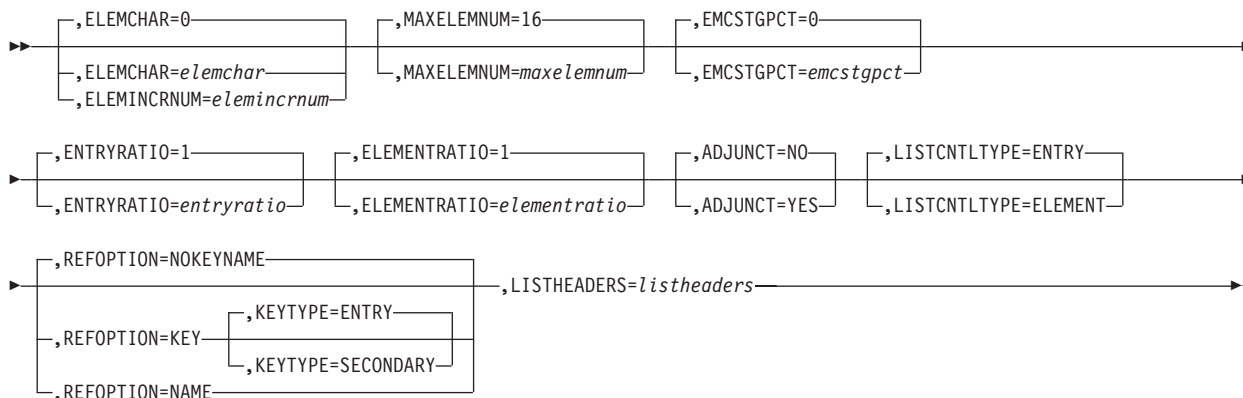 ,ELEMCHAR=0 ,MAXELEMNUM=16 ,EMCSTGPCT=0
,ELEMCHAR=elemchar ,MAXELEMNUM=maxelemnum ,EMCSTGPCT=emcstgpct
,ELEMINCRNUM=elemincrnum
,ENTRYRATIO=1 ,ELEMENTRATIO=1 ,ADJUNCT=NO ,LISTCNTLTYPE=ENTRY
,ENTRYRATIO=entryratio ,ELEMENTRATIO=elementratio ,ADJUNCT=YES ,LISTCNTLTYPE=ELEMENT
,REFOPTION=NOKEYNAME
,LISTHEADERS=listheaders
,KEYTYPE=ENTRY
,REFOPTION=KEY
,KEYTYPE=SECONDARY
,REFOPTION=NAME